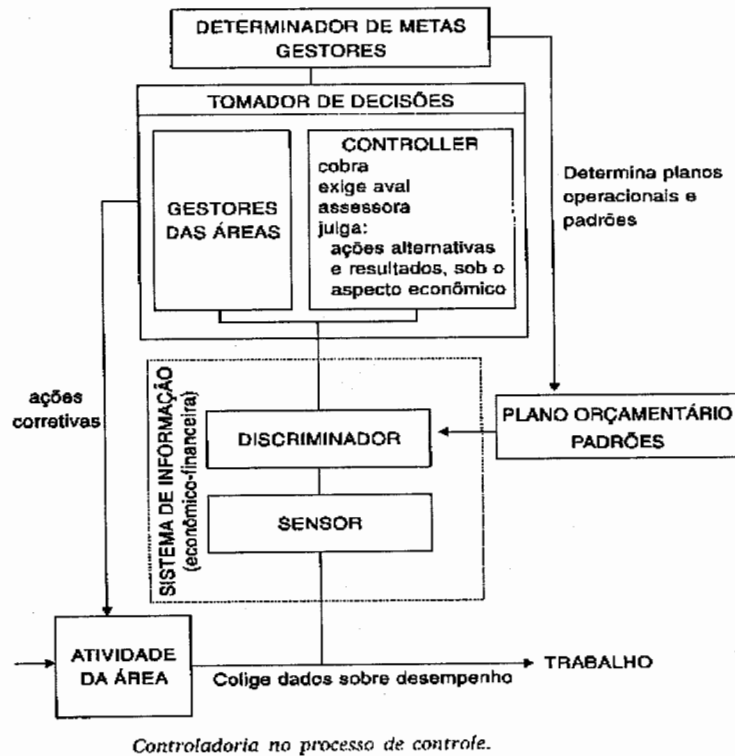 DETERMINADOR DE METAS
GESTORES
TOMADOR DE DECISÕES
GESTORES
DAS ÁREAS
CONTROLLER
cobra
exige aval
assessora
julga:
ações alternativas
e resultados, sob o
aspecto econômico
Determina planos
operacionais e
padrões
ações
corretivas
SISTEMA DE INFORMAÇÃO
(econômico-financeira)
DISCRIMINADOR
SENSOR
PLANO ORÇAMENTÁRIO
PADRÕES
ATIVIDADE
DA ÁREA
Colige dados sobre desempenho
TRABALHO
Controladoria no processo de controle.